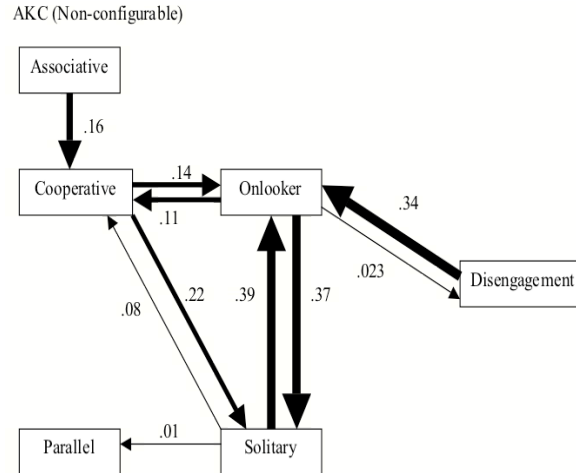 AKC (Non-configurable)
Associative
.16
Cooperative
.14
Onlooker
.11
.34
.023
Disengagement
.08
.22
.39
.37
.01
Parallel
Solitary